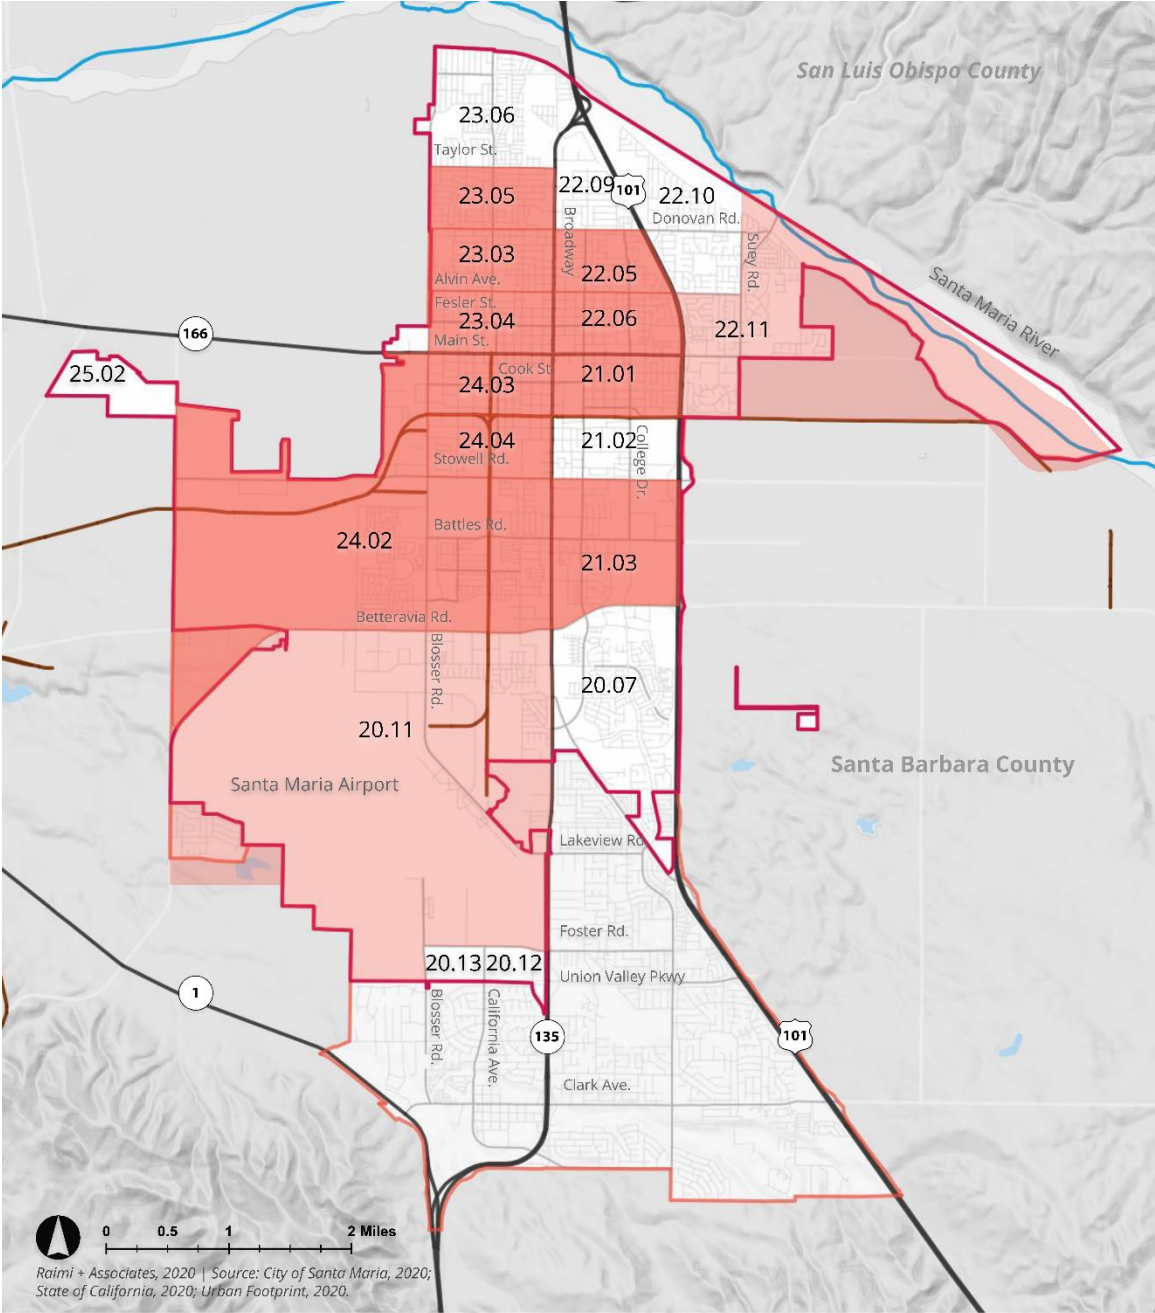 San Luis Obispo County
23.06
Taylor St.
22.09
101
22.10
23.05
Donovan Rd.
Broadway
Suey Rd.
23.03
22.05
Alvin Ave.
Santa Maria River
Fesler St.
23.04
22.06
22.11
166
Main St.
25.02
Cook St
24.03
21.01
24.04
21.02
College Dr.
Stowell Rd.
Battles Rd.
24.02
21.03
Betteravia Rd.
Blosser Rd.
20.07
20.11
Santa Maria Airport
Santa Barbara County
Lakeview Rd
Foster Rd.
20.13
20.12
Union Valley Pkwy
1
Blosser Rd.
California Ave.
135
101
Clark Ave.
0 0.5 1 2 Miles
Raimi + Associates, 2020 | Source: City of Santa Maria, 2020;
State of California, 2020; Urban Footprint, 2020.